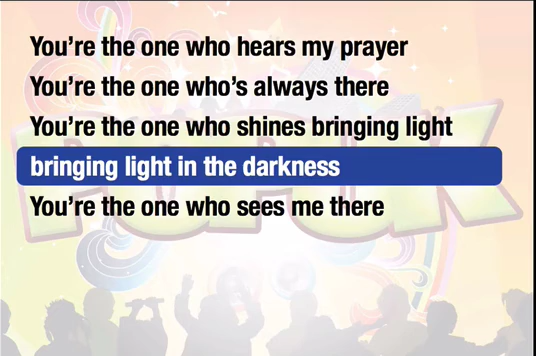 You're the one who hears my prayer
You're the one who's always there
You're the one who shines bringing light
bringing light in the darkness
You're the one who sees me there